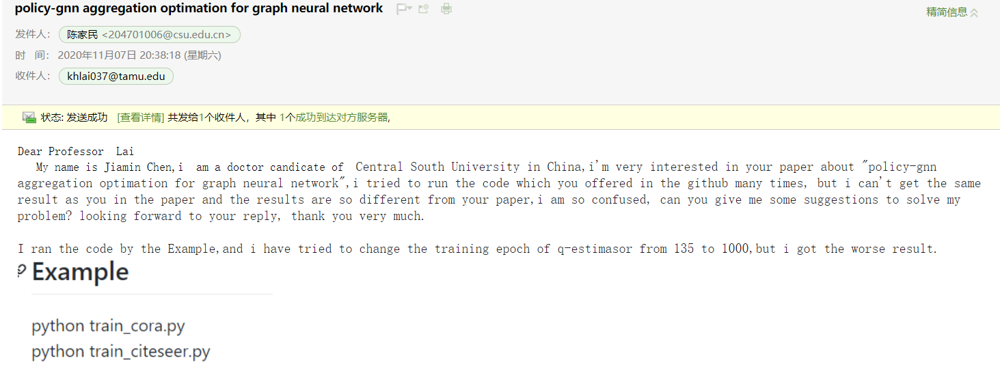 policy-gnn aggregation optimation for graph neural network
精简信息
发件人： 陈家民 <204701006@csu.edu.cn>
时 间： 2020年11月07日 20:38:18 (星期六)
收件人： khlai037@tamu.edu
状态: 发送成功 [查看详情] 共发给1个收件人，其中 1个成功到达对方服务器,
Dear Professor Lai
My name is Jiamin Chen,i am a doctor candicate of Central South University in China,i'm very interested in your paper about "policy-gnn
aggregation optimation for graph neural network",i tried to run the code which you offered in the github many times, but i can't get the same
result as you in the paper and the results are so different from your paper,i am so confused, can you give me some suggestions to solve my
problem? looking forward to your reply, thank you very much.
I ran the code by the Example,and i have tried to change the training epoch of q-estimasor from 135 to 1000,but i got the worse result.
Example
python train_cora.py
python train_citeseer.py